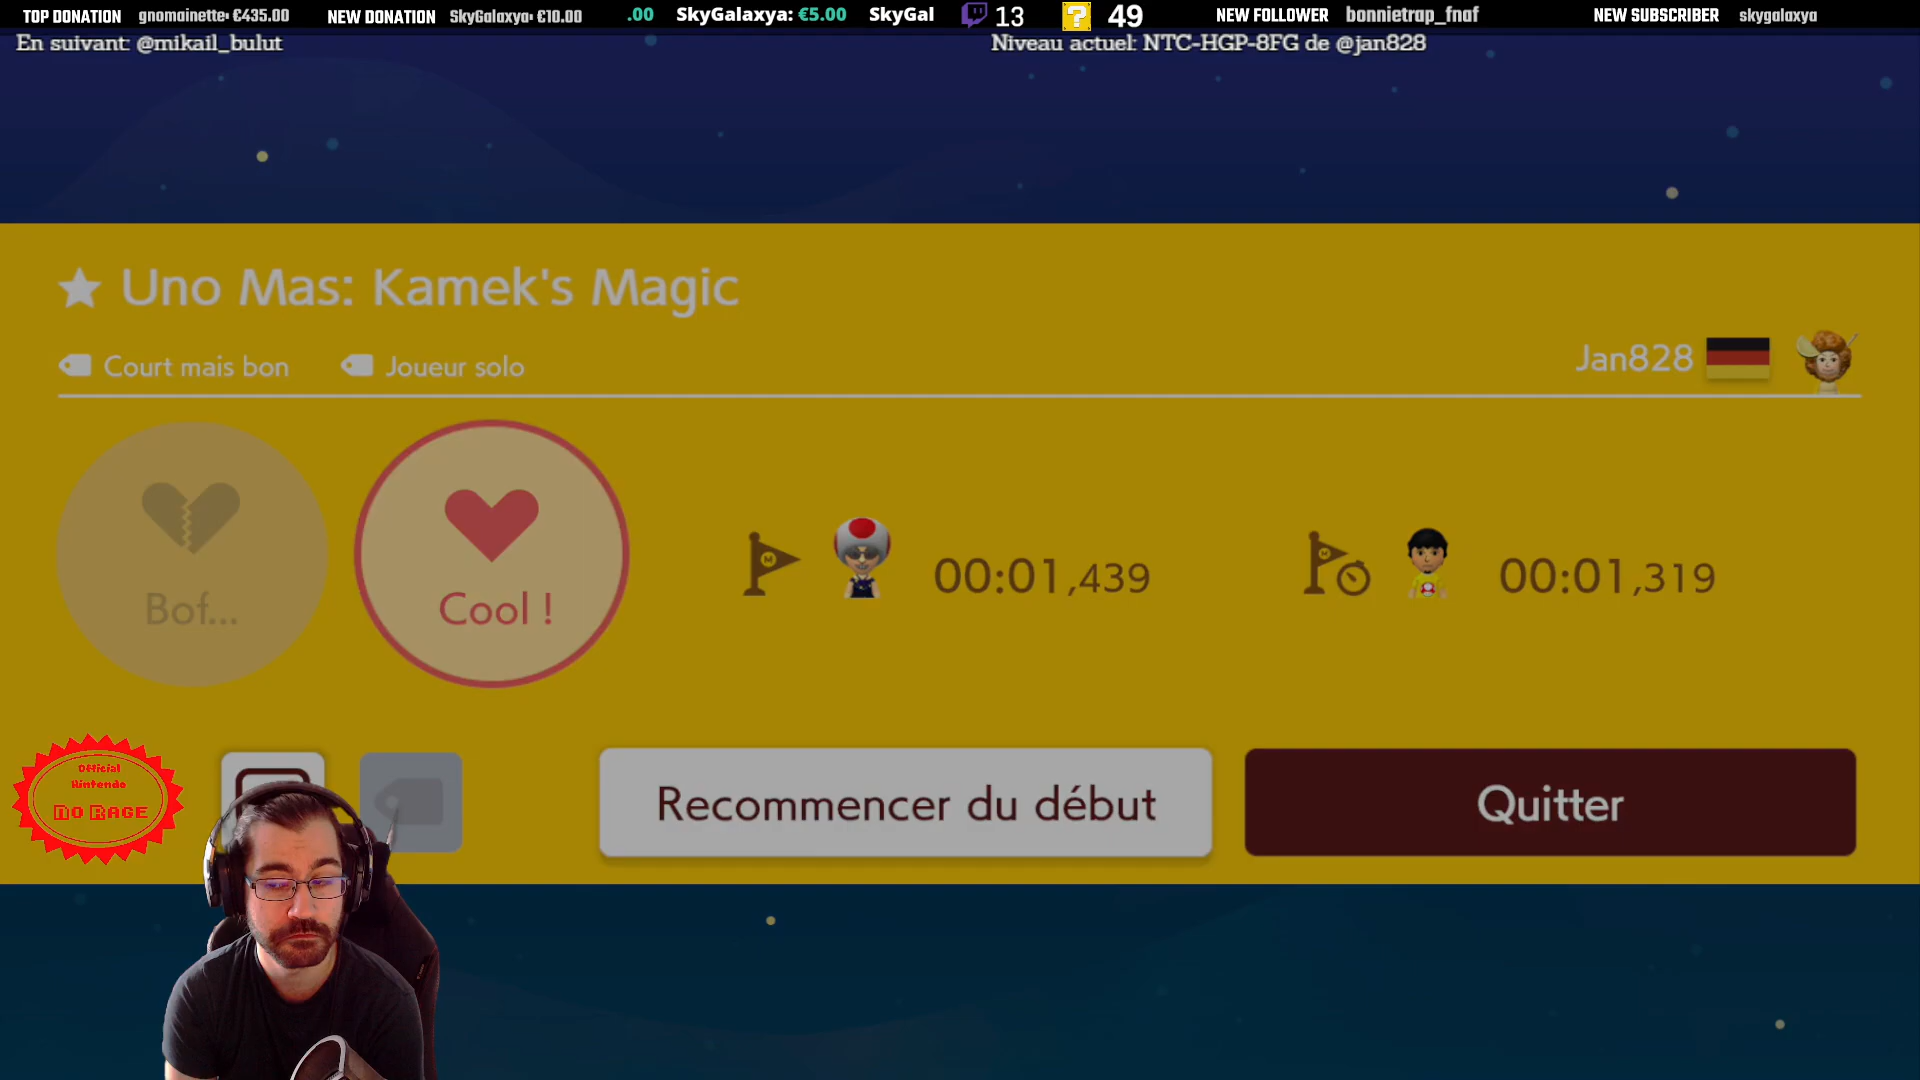 TOP DONATION gnomainette: €435.00 NEW DONATION SkyGalaxya: €10.00 .00 SkyGalaxya: €5.00 SkyGal 13 ? 49 NEW FOLLOWER bonnietrap_fnaf NEW SUBSCRIBER skygalaxya
En suivant: @mikail_bulut Niveau actuel: NTC-HGP-8FG de @jan828
Uno Mas: Kamek's Magic
Court mais bon Joueur solo Jan828
M 00:01,439 M 00:01,319
Bof... Cool !
Official
Nintendo
No Rage
Recommencer du début Quitter